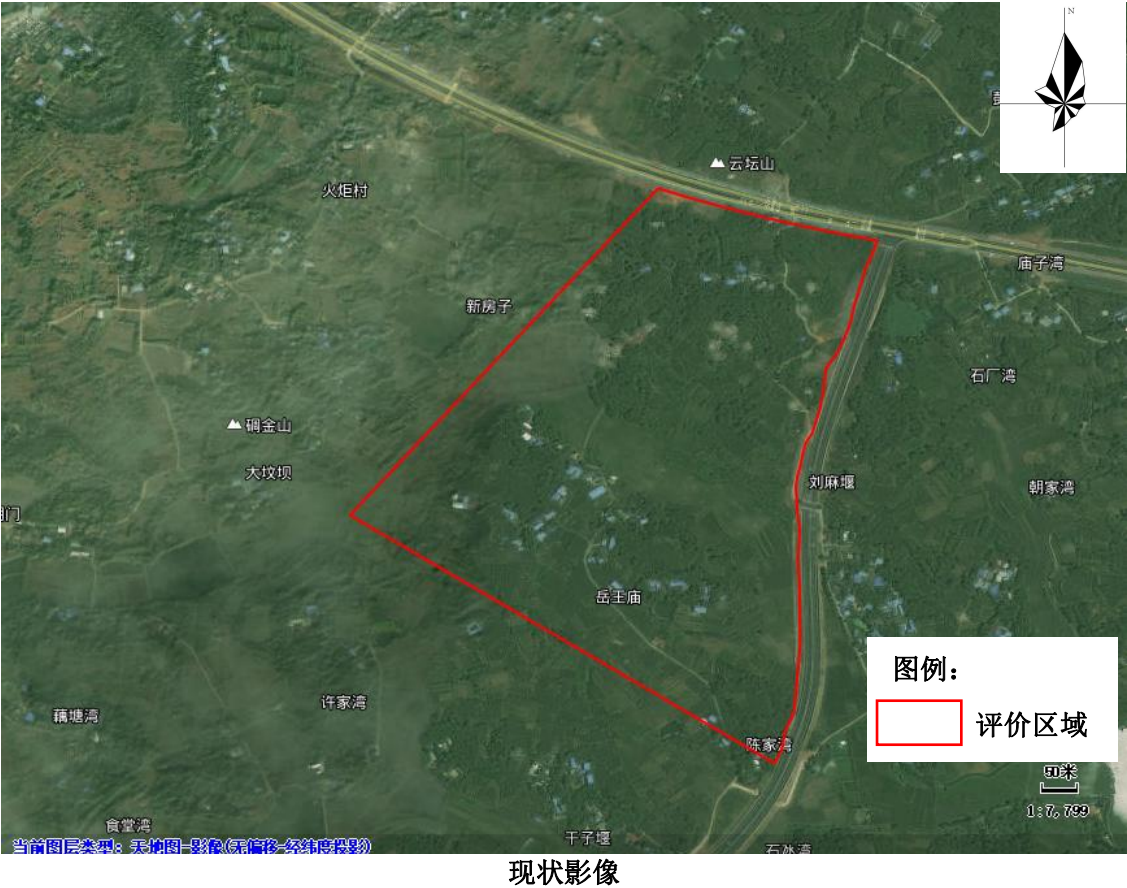 N
云坛山
火炬村
庙子湾
新房子
石厂湾
碉金山
大坟坝
刘麻堰
朝家湾
岳王庙
图例：
评价区域
许家湾
藕塘湾
陈家湾
50米
1:7,799
食堂湾
干子堰
当前图层类型：天地图-影像(无偏移-经纬度投影)
现状影像